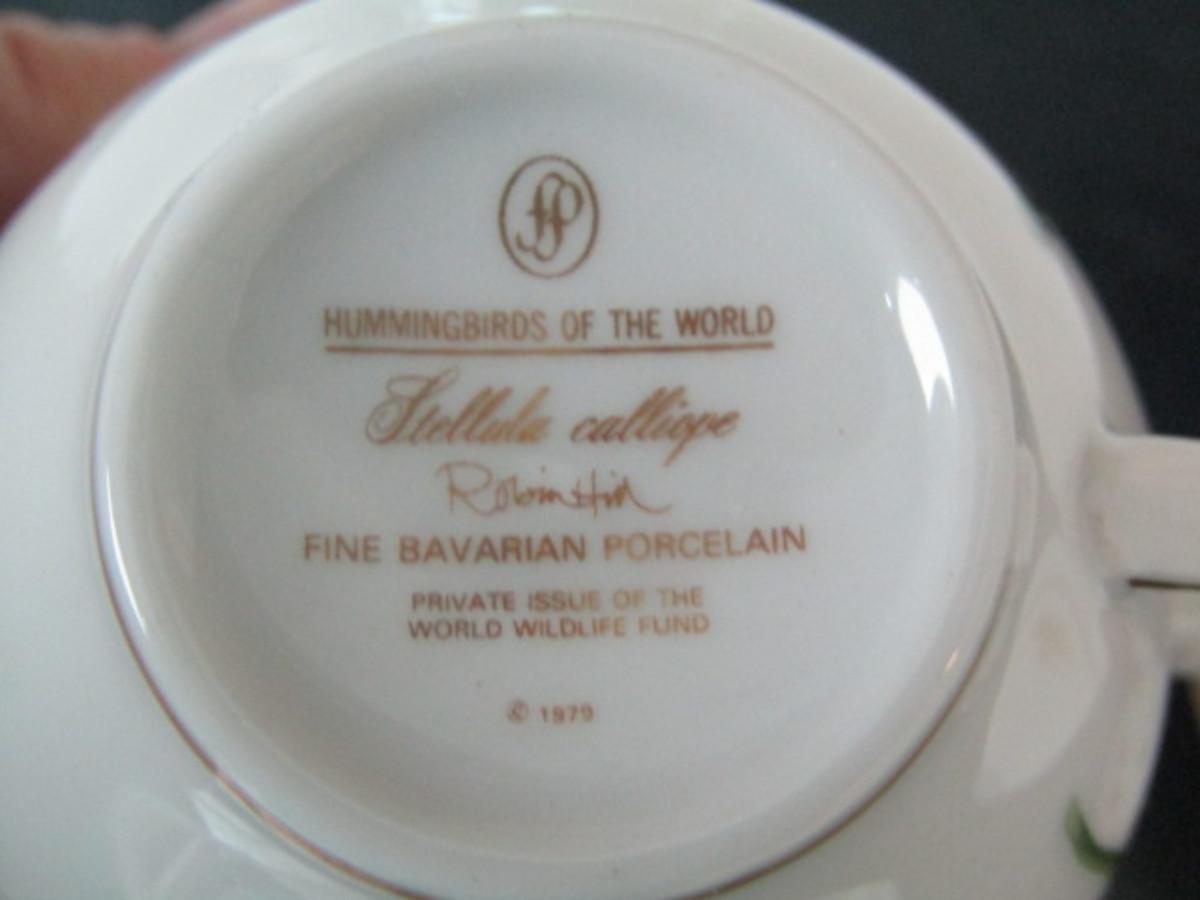 HUMMINGBIRDS OF THE WORLD
Stellula calliope
Robin Hill
FINE BAVARIAN PORCELAIN
PRIVATE ISSUE OF THE
WORLD WILDLIFE FUND
© 1979